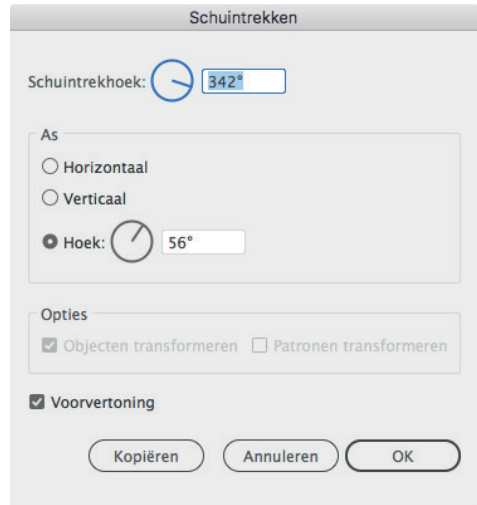 Schuintrekken
Schuintrekhoek: 342°
As
Horizontaal
Verticaal
Hoek: 56°
Opties
Objecten transformeren Patronen transformeren
Voorvertoning
Kopiëren Annuleren OK